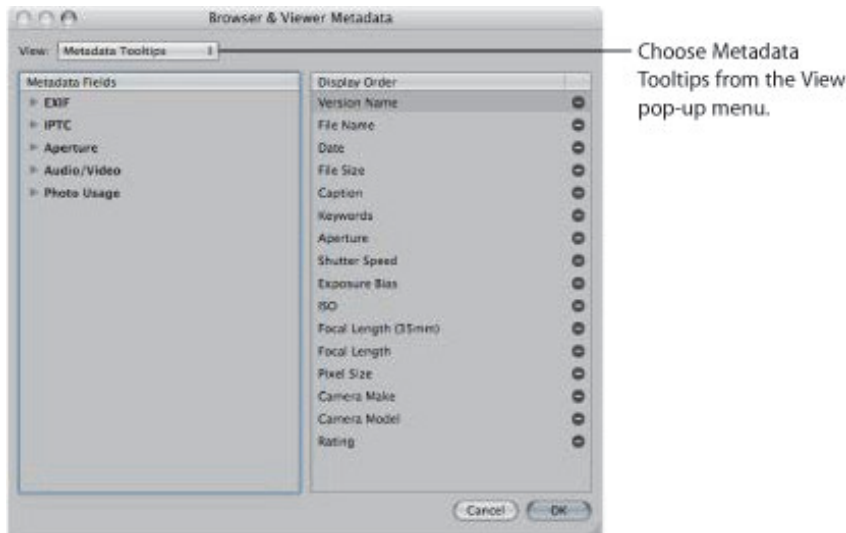 Browser & Viewer Metadata
View: Metadata Tooltips
Choose Metadata
Tooltips from the View
pop-up menu.
Metadata Fields
EXIF
IPTC
Aperture
Audio/Video
Photo Usage
Display Order
Version Name
File Name
Date
File Size
Caption
Keywords
Aperture
Shutter Speed
Exposure Bias
ISO
Focal Length (35mm)
Focal Length
Pixel Size
Camera Make
Camera Model
Rating
Cancel
OK